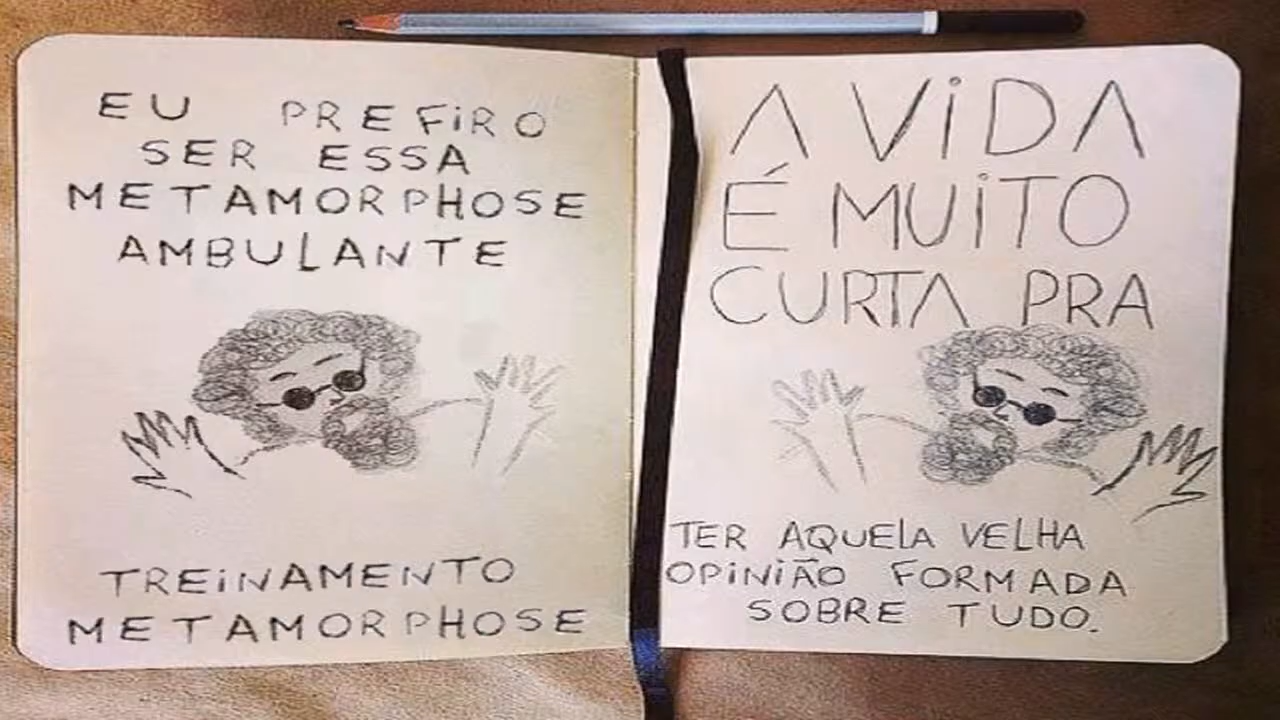 EU PREFiRO
SER ESSA
METAMORPHOSE
AMBULANTE
TREiNAMENTO
METAMORPHOSE
A ViDA
É MUiTO
CURTA PRA
TER AQUELA VELHA
OPiNiÃO FORMADA
SOBRE TUDO.